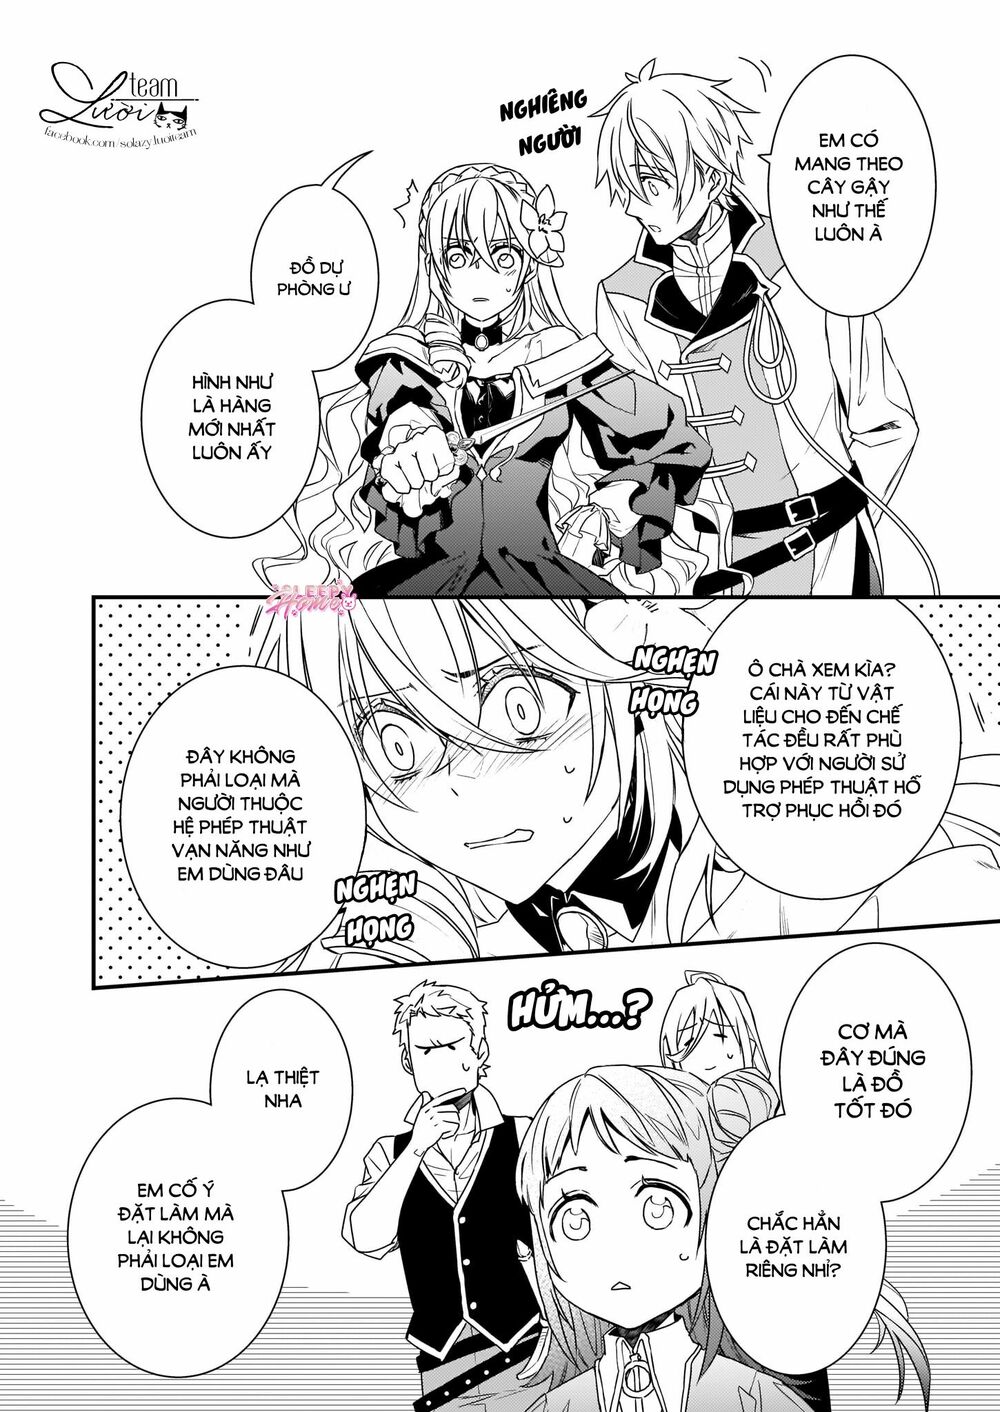 team
Lười
facebook.com/solazy.luoiteam
NGHIÊNG
NGƯỜI
EM CÓ
MANG THEO
CÂY GẬY
NHƯ THẾ
LUÔN À
ĐỒ DỰ
PHÒNG Ư
HÌNH NHƯ
LÀ HÀNG
MỚI NHẤT
LUÔN ẤY
SLEEPY
Home
NGHẸN
HỌNG
Ô CHÀ XEM KÌA?
CÁI NÀY TỪ VẬT
LIỆU CHO ĐẾN CHẾ
TÁC ĐỀU RẤT PHÙ
HỢP VỚI NGƯỜI SỬ
DỤNG PHÉP THUẬT HỖ
TRỢ PHỤC HỒI ĐÓ
ĐÂY KHÔNG
PHẢI LOẠI MÀ
NGƯỜI THUỘC
HỆ PHÉP THUẬT
VẠN NĂNG NHƯ
EM DÙNG ĐÂU
NGHẸN
HỌNG
HỬM...?
CƠ MÀ
ĐÂY ĐÚNG
LÀ ĐỒ
TỐT ĐÓ
CHẮC HẲN
LÀ ĐẶT LÀM
RIÊNG NHỈ?
LẠ THIỆT
NHA
EM CỐ Ý
ĐẶT LÀM MÀ
LẠI KHÔNG
PHẢI LOẠI EM
DÙNG À